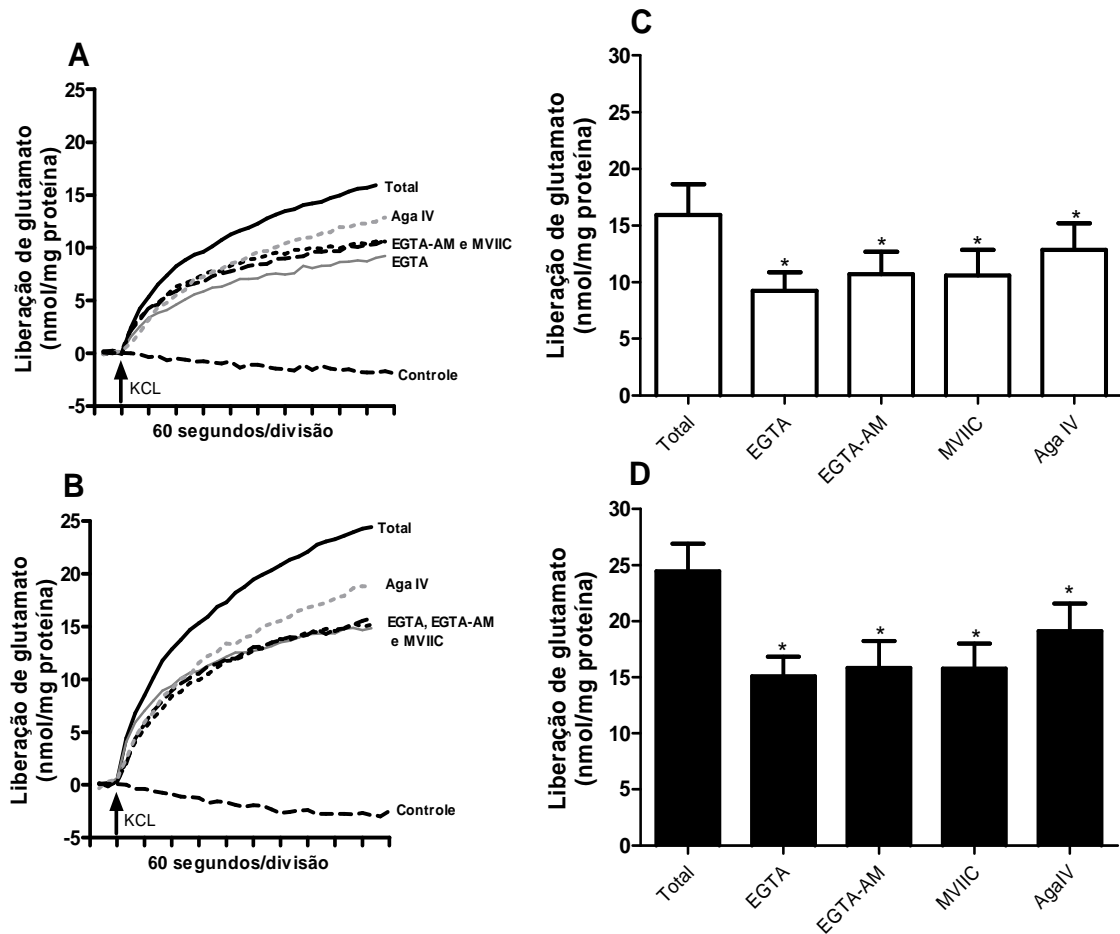 A
Liberação de glutamato
(nmol/mg proteína)
25
20
15
10
5
0
-5
Total
Aga IV
EGTA-AM e MVIIC
EGTA
Controle
KCL
60 segundos/divisão
C
Liberação de glutamato
(nmol/mg proteína)
30
25
20
15
10
5
0
*
*
*
*
Total
EGTA
EGTA-AM
MVIIC
Aga IV
B
Liberação de glutamato
(nmol/mg proteína)
25
20
15
10
5
0
-5
Total
Aga IV
EGTA, EGTA-AM
e MVIIC
Controle
KCL
60 segundos/divisão
D
Liberação de glutamato
(nmol/mg proteína)
30
25
20
15
10
5
0
*
*
*
*
Total
EGTA
EGTA-AM
MVIIC
AgaIV